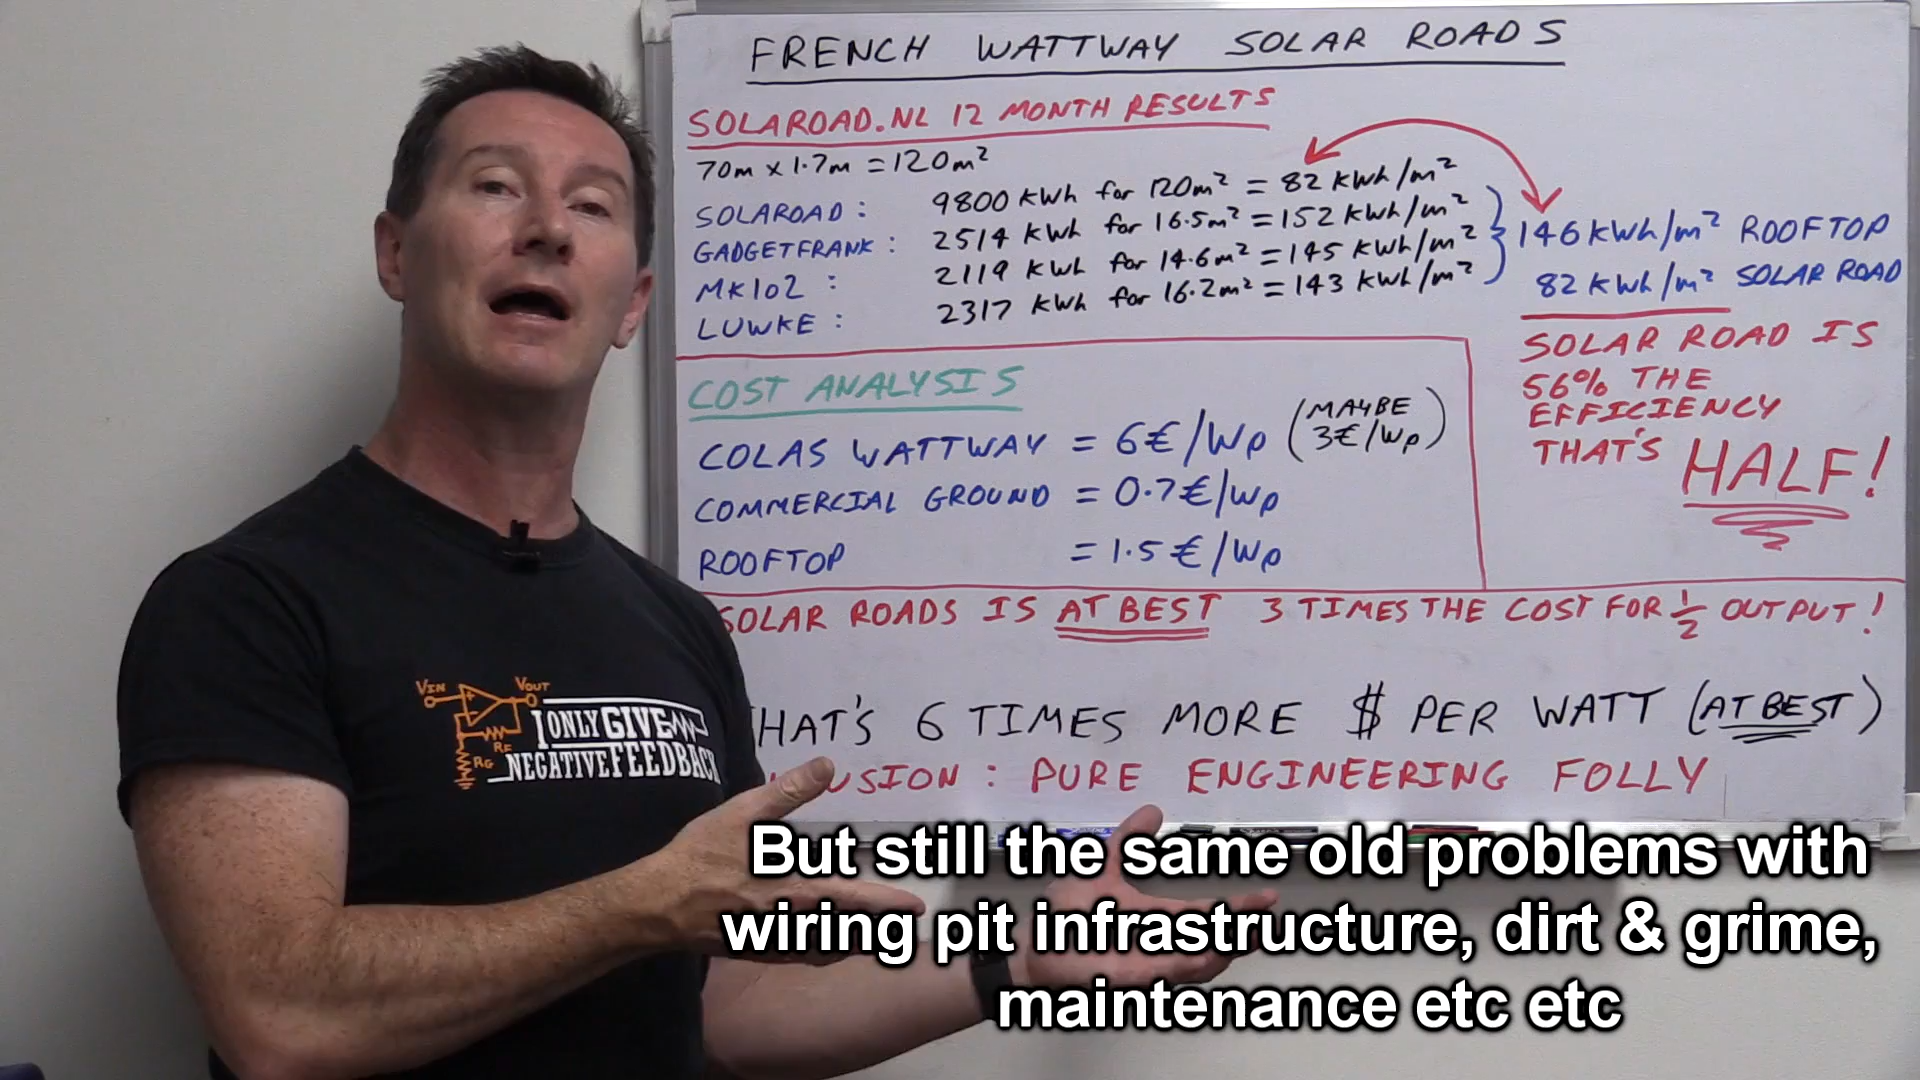 FRENCH WATTWAY SOLAR ROADS
SOLAROAD.NL 12 MONTH RESULTS
70m x 1.7m = 120m²
SOLAROAD: 9800 KWh for 120m² = 82 KWh/m²
GADGETFRANK: 2514 KWh for 16.5m² = 152 KWh/m²
MK102: 2119 KWh for 14.6m² = 145 KWh/m²
LUWKE: 2317 KWh for 16.2m² = 143 KWh/m²
146 KWh/m² ROOFTOP
82 KWh/m² SOLAR ROAD
SOLAR ROAD IS
56% THE
EFFICIENCY
THAT'S HALF!
COST ANALYSIS
COLAS WATTWAY = 6€/Wp (MAYBE 3€/Wp)
COMMERCIAL GROUND = 0.7€/Wp
ROOFTOP = 1.5€/Wp
SOLAR ROADS IS AT BEST 3 TIMES THE COST FOR 1/2 OUTPUT!
HAT'S 6 TIMES MORE $ PER WATT (AT BEST)
USION: PURE ENGINEERING FOLLY
VIN VOUT
RF
RG
I ONLY GIVE
NEGATIVE FEEDBACK
But still the same old problems with
wiring pit infrastructure, dirt & grime,
maintenance etc etc